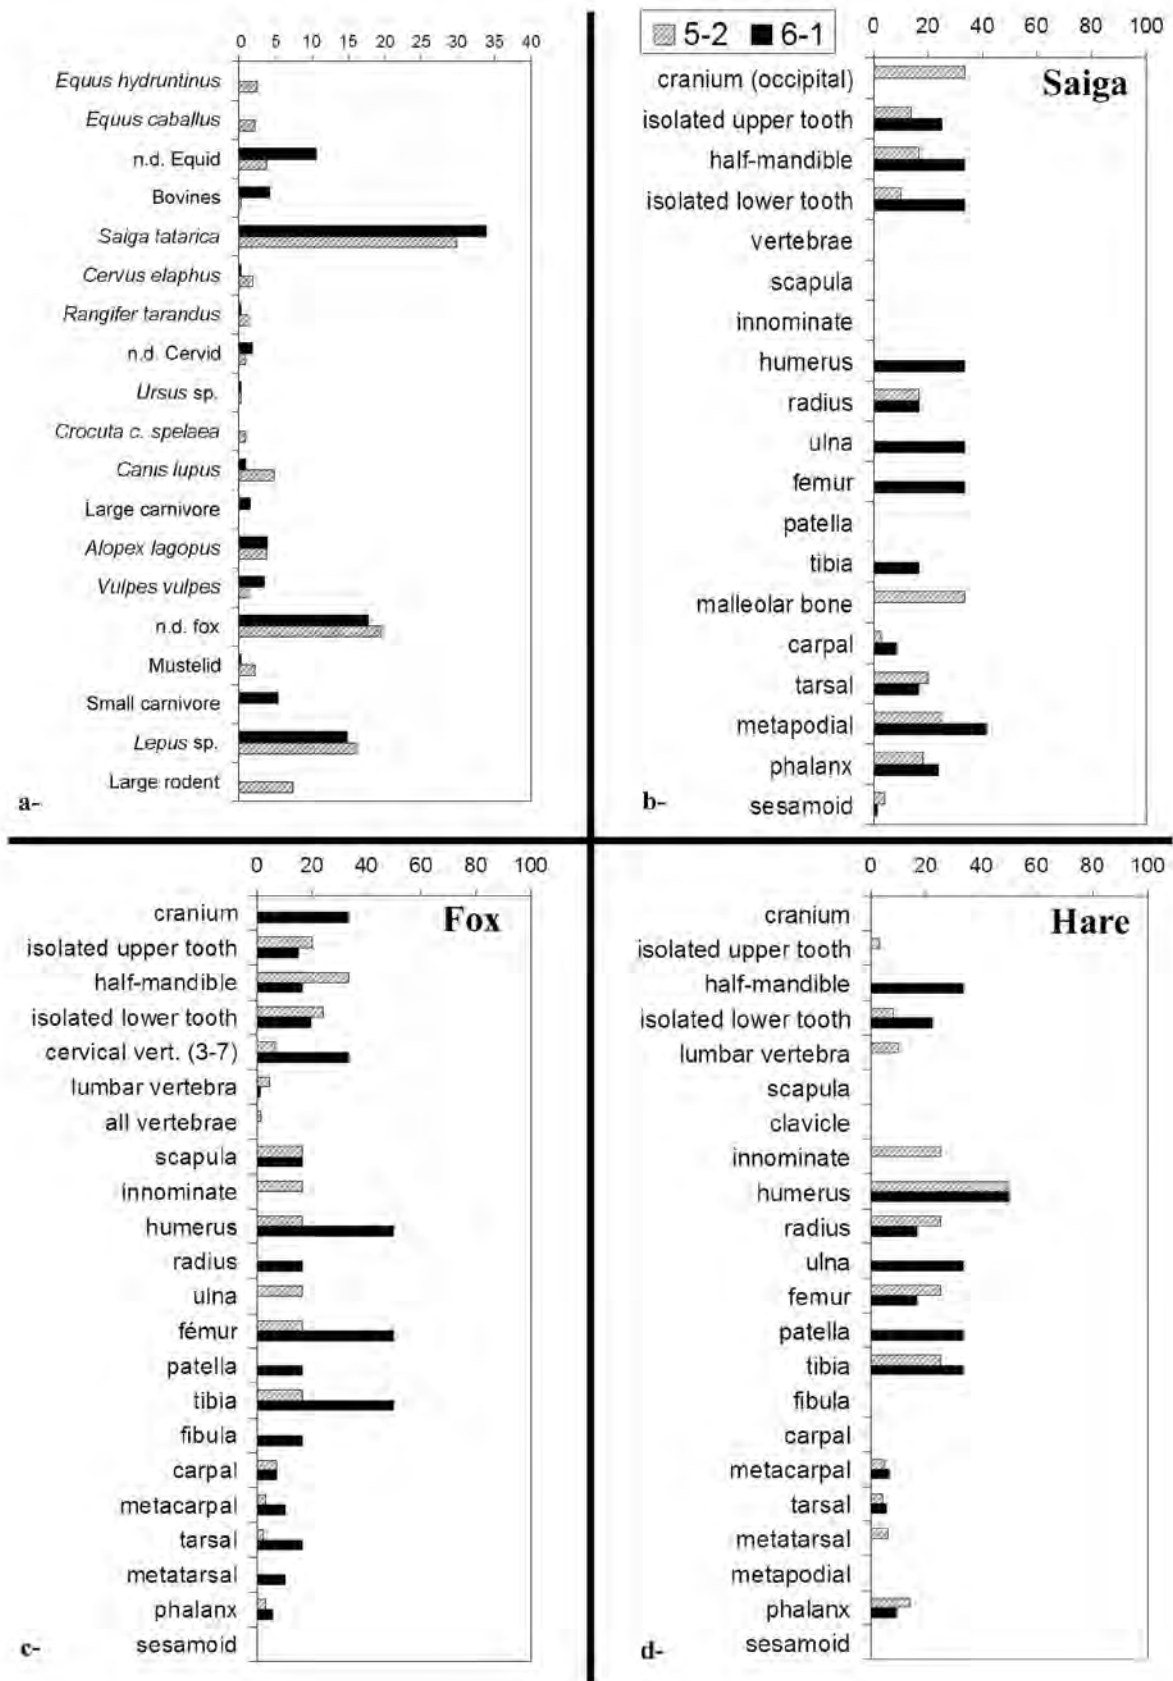 0 5 10 15 20 25 30 35 40
Equus hydruntinus
Equus caballus
n.d. Equid
Bovines
Saiga tatarica
Cervus elaphus
Rangifer tarandus
n.d. Cervid
Ursus sp.
Crocuta c. spelaea
Canis lupus
Large carnivore
Alopex lagopus
Vulpes vulpes
n.d. fox
Mustelid
Small carnivore
Lepus sp.
Large rodent
a-
5-2 6-1
0 20 40 60 80 100
Saiga
cranium (occipital)
isolated upper tooth
half-mandible
isolated lower tooth
vertebrae
scapula
innominate
humerus
radius
ulna
femur
patella
tibia
malleolar bone
carpal
tarsal
metapodial
phalanx
sesamoid
b-
0 20 40 60 80 100
Fox
cranium
isolated upper tooth
half-mandible
isolated lower tooth
cervical vert. (3-7)
lumbar vertebra
all vertebrae
scapula
innominate
humerus
radius
ulna
fémur
patella
tibia
fibula
carpal
metacarpal
tarsal
metatarsal
phalanx
sesamoid
c-
0 20 40 60 80 100
Hare
cranium
isolated upper tooth
half-mandible
isolated lower tooth
lumbar vertebra
scapula
clavicle
innominate
humerus
radius
ulna
femur
patella
tibia
fibula
carpal
metacarpal
tarsal
metatarsal
metapodial
phalanx
sesamoid
d-